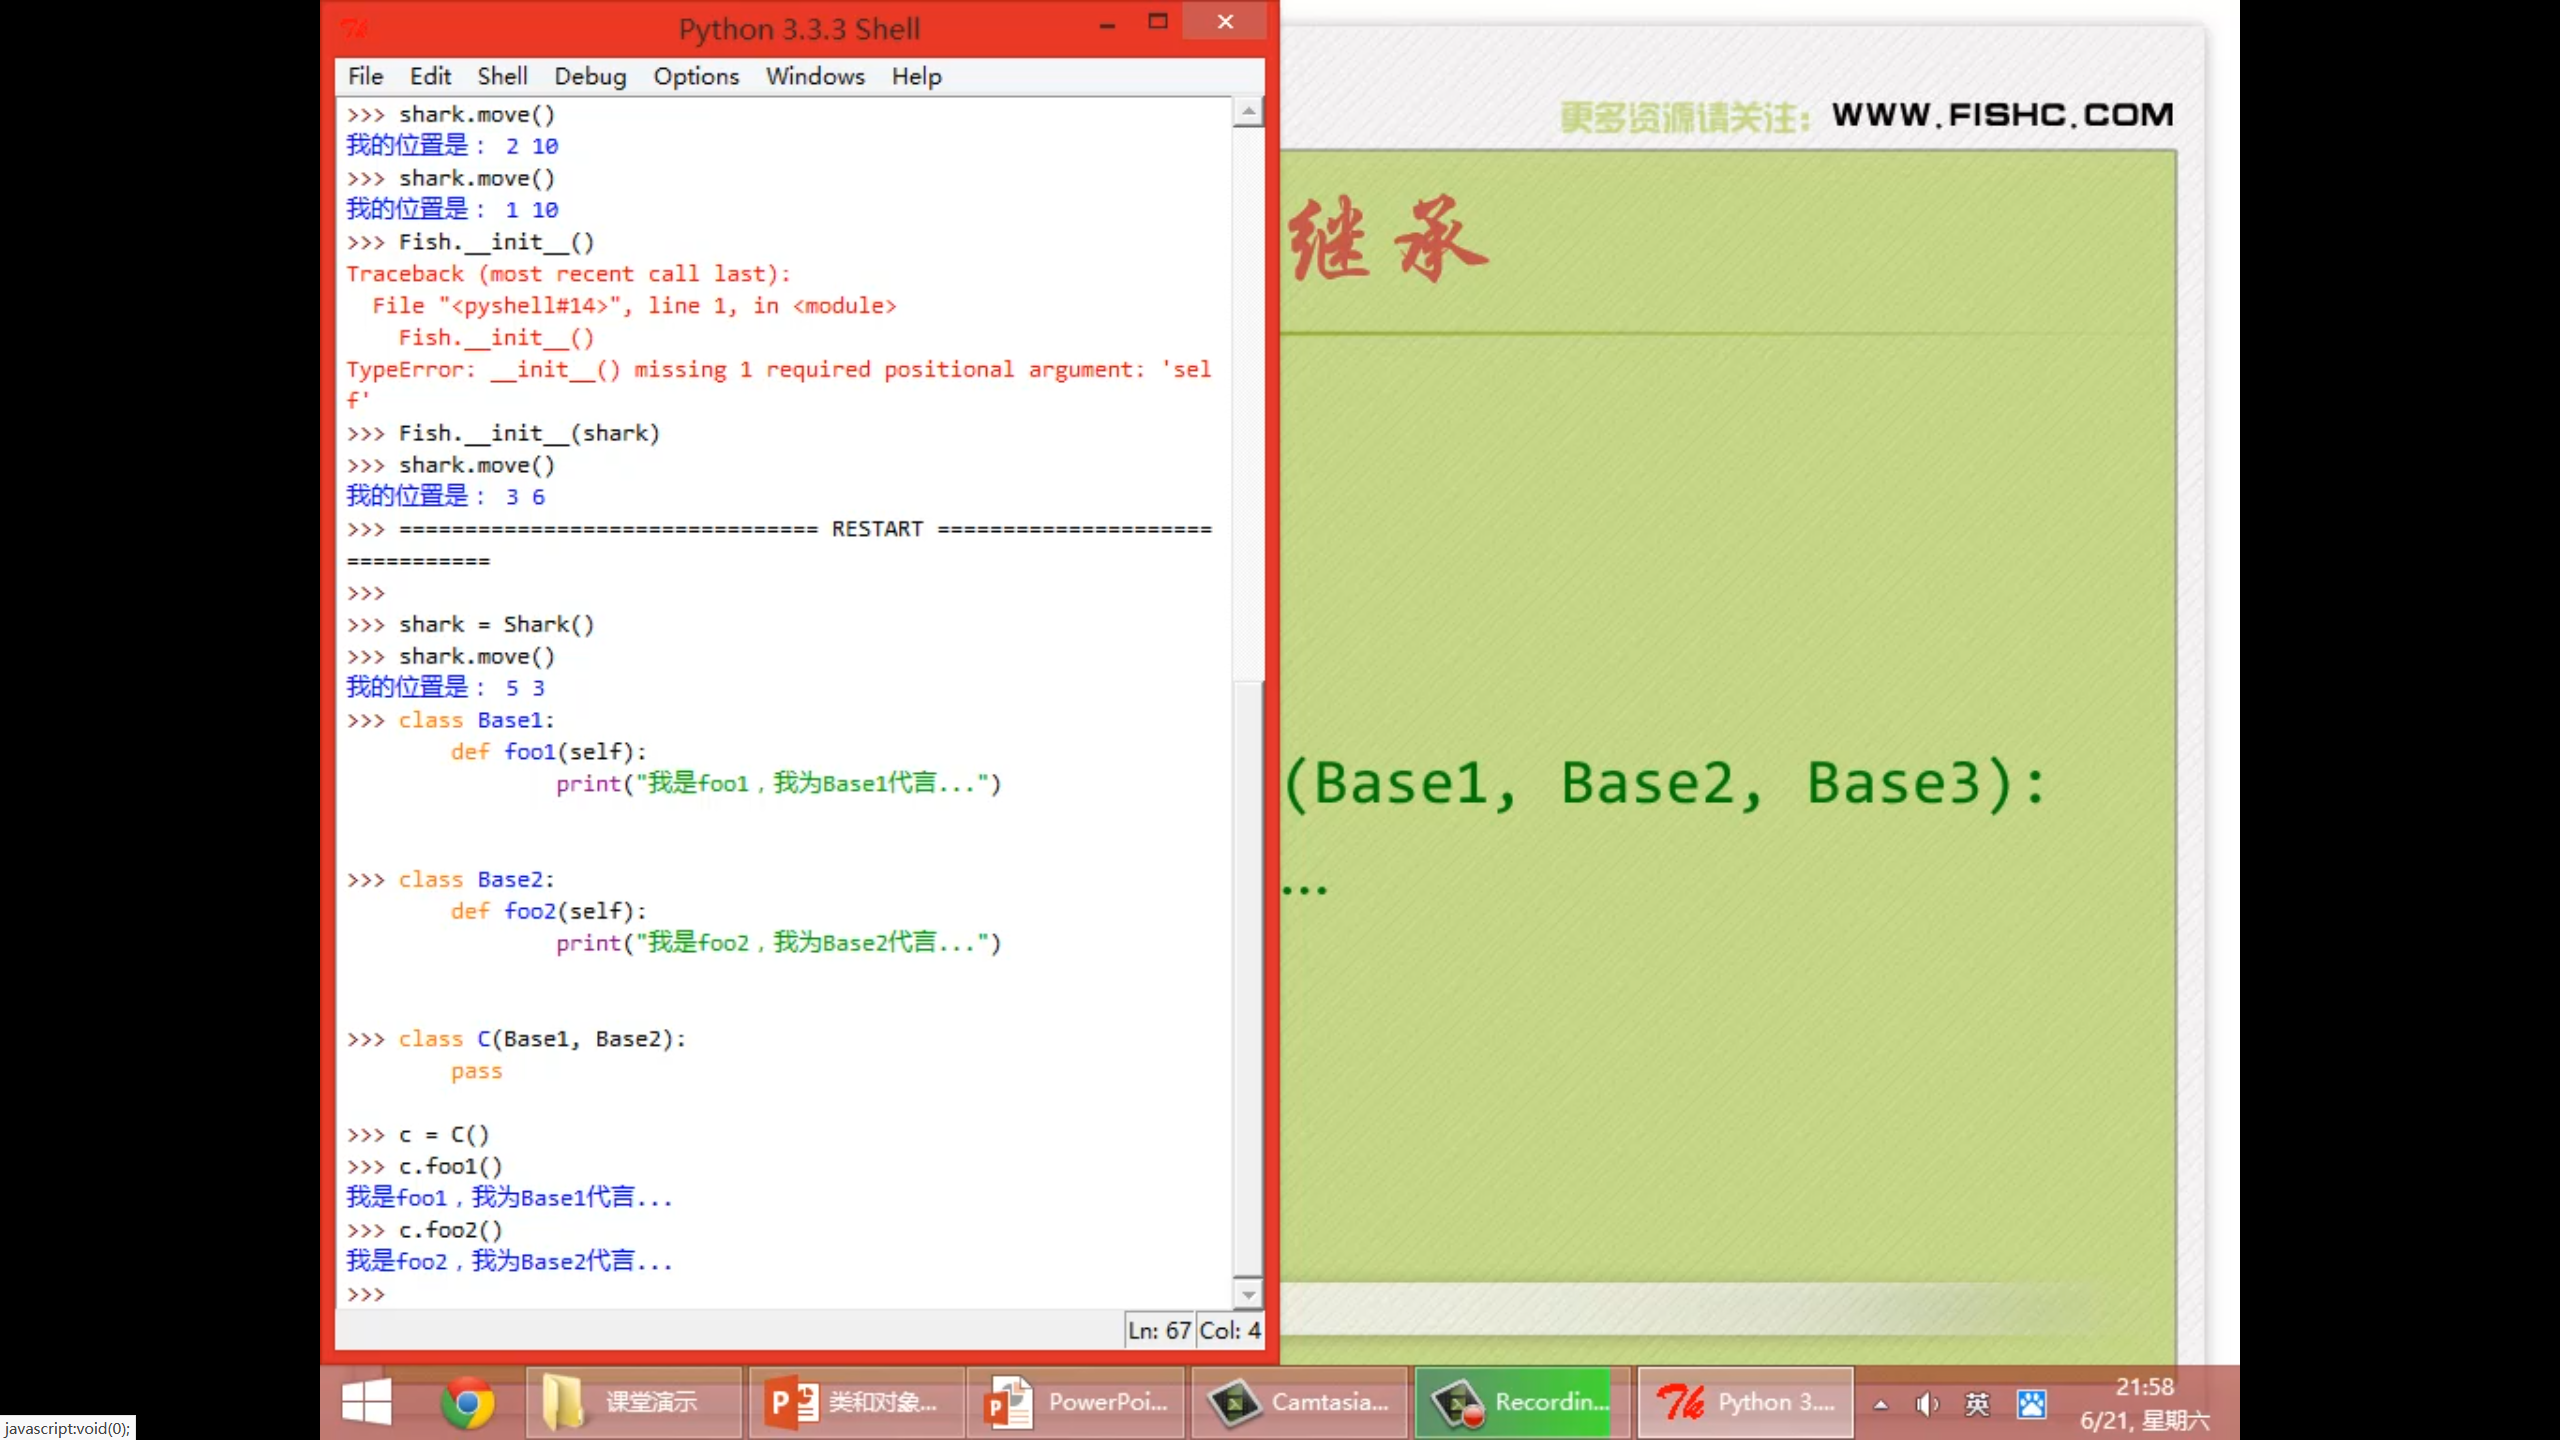 Python 3.3.3 Shell
File Edit Shell Debug Options Windows Help
>>> shark.move()
我的位置是： 2 10
>>> shark.move()
我的位置是： 1 10
>>> Fish.__init__()
Traceback (most recent call last):
  File "<pyshell#14>", line 1, in <module>
    Fish.__init__()
TypeError: __init__() missing 1 required positional argument: 'sel
f'
>>> Fish.__init__(shark)
>>> shark.move()
我的位置是： 3 6
>>> ================================ RESTART =====================
===========
>>>
>>> shark = Shark()
>>> shark.move()
我的位置是： 5 3
>>> class Base1:
        def foo1(self):
                print("我是foo1，我为Base1代言...")
>>> class Base2:
        def foo2(self):
                print("我是foo2，我为Base2代言...")
>>> class C(Base1, Base2):
        pass
>>> c = C()
>>> c.foo1()
我是foo1，我为Base1代言...
>>> c.foo2()
我是foo2，我为Base2代言...
>>>
Ln: 67 Col: 4
更多资源请关注：WWW.FISHC.COM
继承
(Base1, Base2, Base3):
...
课堂演示
类和对象...
PowerPoi...
Camtasia...
Recordin...
Python 3....
英
21:58
6/21, 星期六
javascript:void(0);